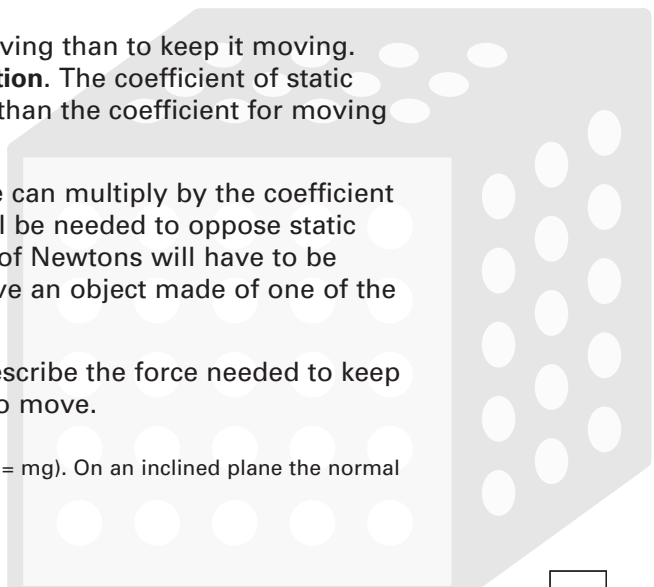 ving than to keep it moving.
tion. The coefficient of static
than the coefficient for moving
e can multiply by the coefficient
l be needed to oppose static
of Newtons will have to be
ve an object made of one of the
escribe the force needed to keep
o move.
= mg). On an inclined plane the normal